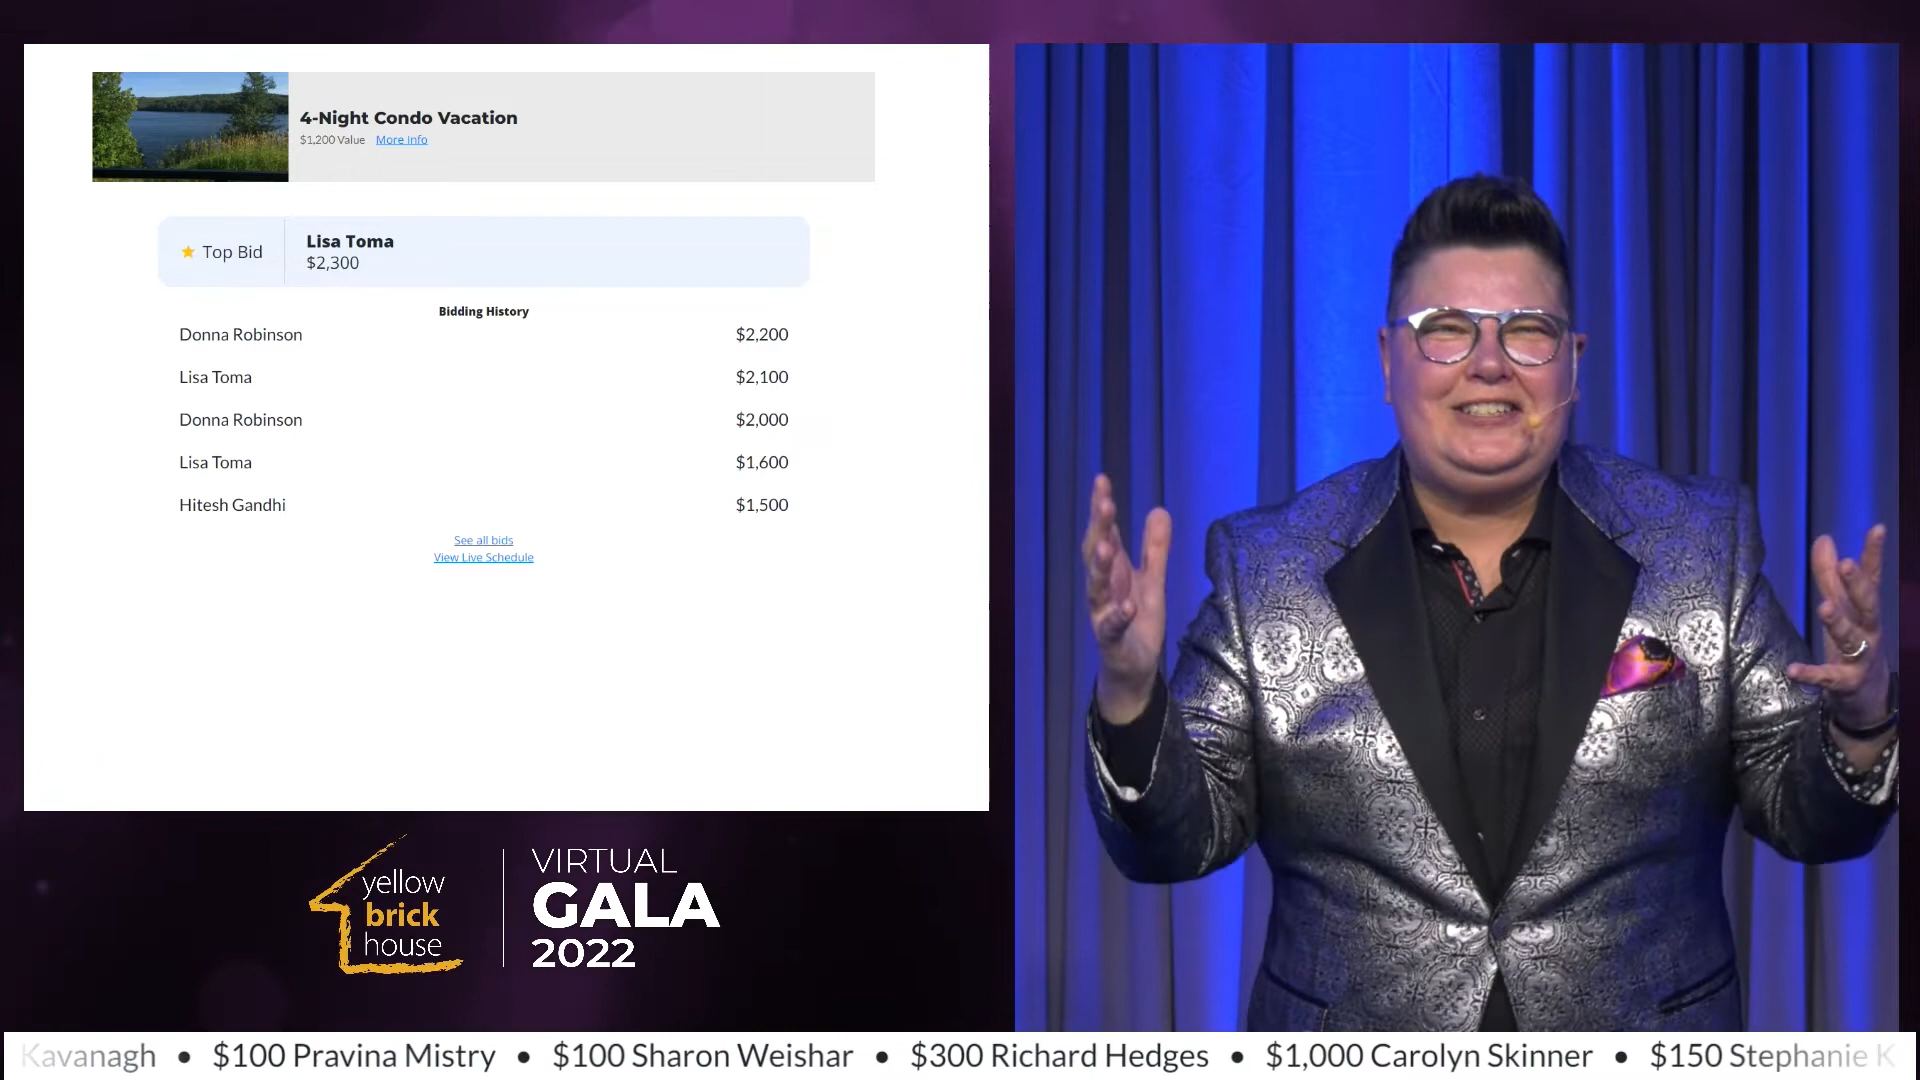 4-Night Condo Vacation
$1,200 Value More Info
★ Top Bid
Lisa Toma
$2,300
Bidding History
Donna Robinson $2,200
Lisa Toma $2,100
Donna Robinson $2,000
Lisa Toma $1,600
Hitesh Gandhi $1,500
See all bids
View Live Schedule
yellow
brick
house
VIRTUAL
GALA
2022
Kavanagh • $100 Pravina Mistry • $100 Sharon Weishar • $300 Richard Hedges • $1,000 Carolyn Skinner • $150 Stephanie K